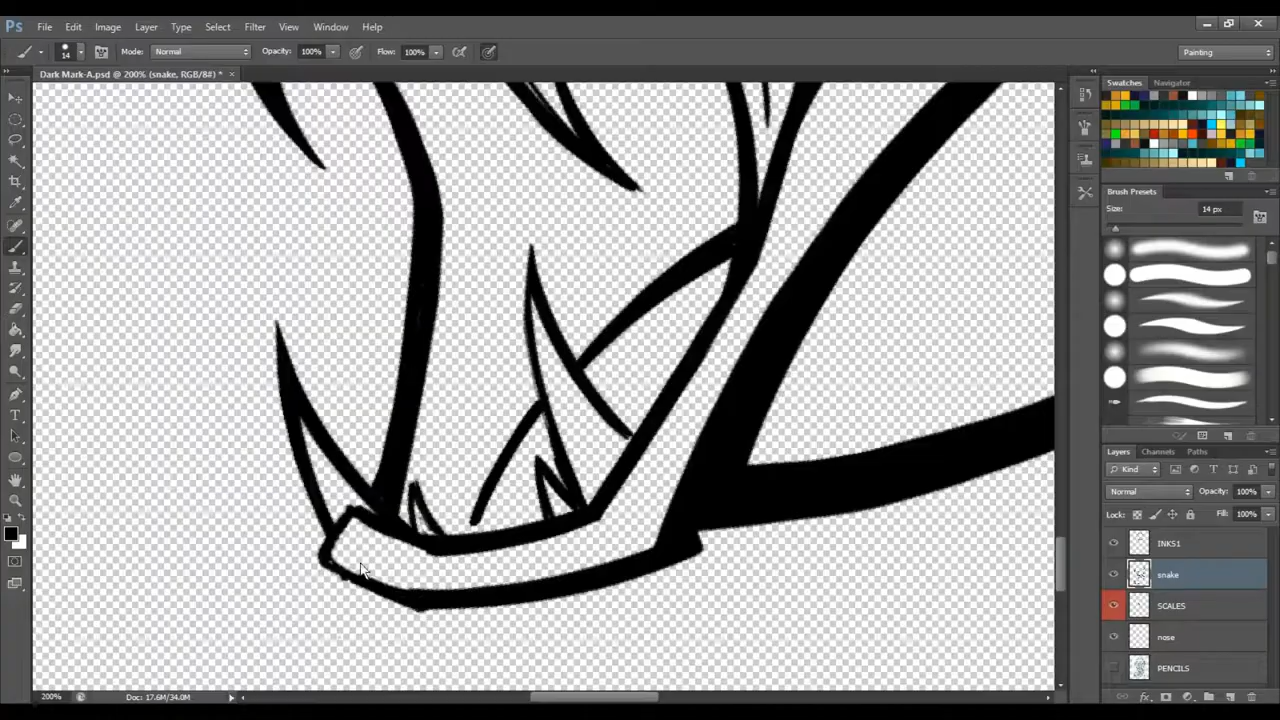 Ps File Edit Image Layer Type Select Filter View Window Help
14 Mode: Normal Opacity: 100% Flow: 100% Painting
Dark Mark-A.psd @ 200% (snake, RGB/8#) * ×
Swatches Navigator
Brush Presets
Size: 14 px
Layers Channels Paths
Kind
Normal Opacity: 100%
Lock: Fill: 100%
INKS1
snake
SCALES
nose
PENCILS
200% Doc: 17.6M/34.0M